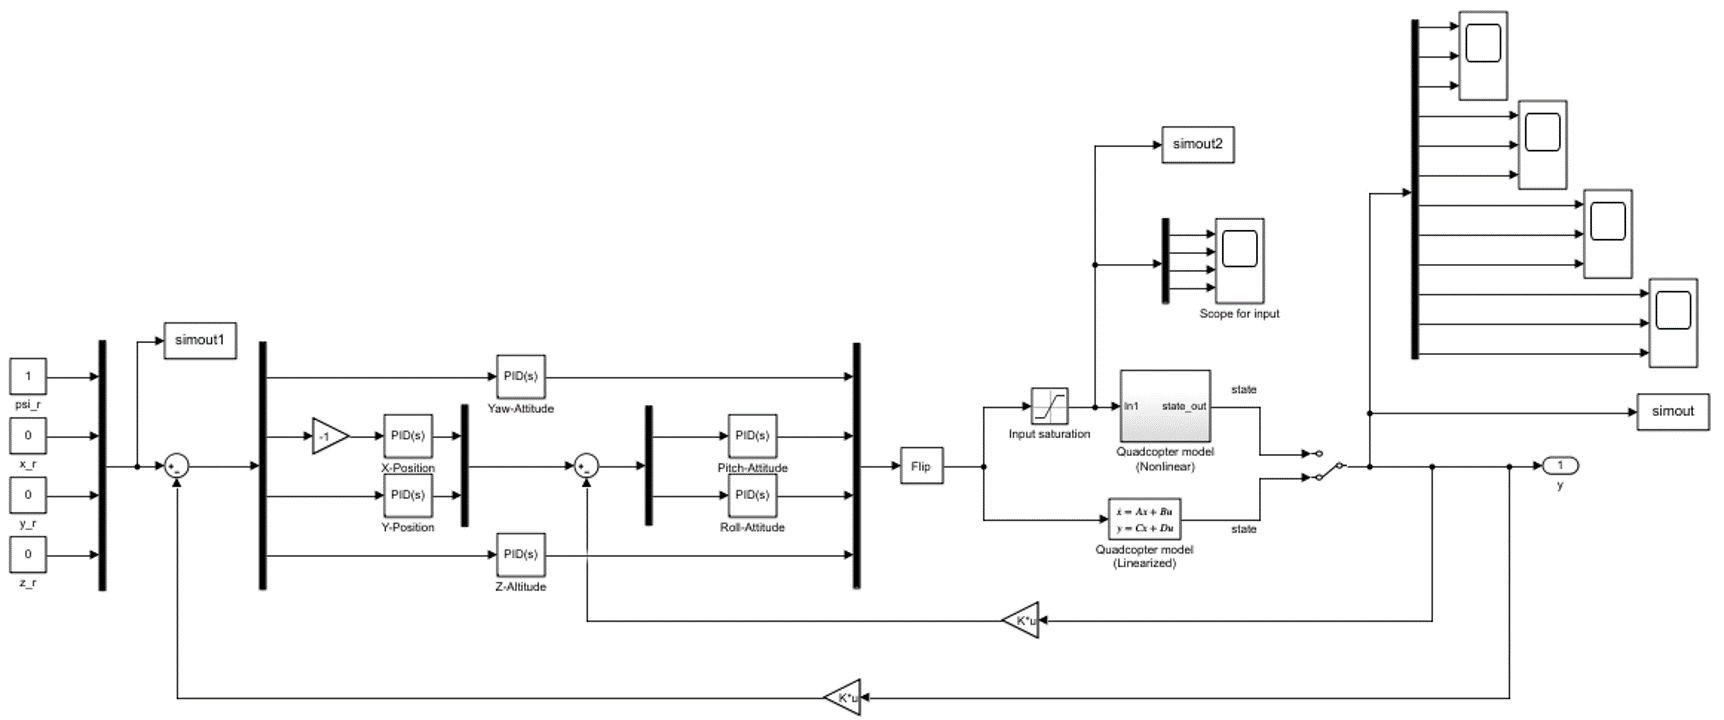 simout2
Scope for input
simout1
1
psi_r
0
x_r
0
y_r
0
z_r
+
-
-1
PID(s)
Yaw-Attitude
PID(s)
X-Position
PID(s)
Y-Position
PID(s)
Z-Altitude
+
-
PID(s)
Pitch-Attitude
PID(s)
Roll-Attitude
Flip
Input saturation
In1
state_out
Quadcopter model
(Nonlinear)
state
ẋ = Ax + Bu
y = Cx + Du
Quadcopter model
(Linearized)
state
simout
1
y
K*u
K*u